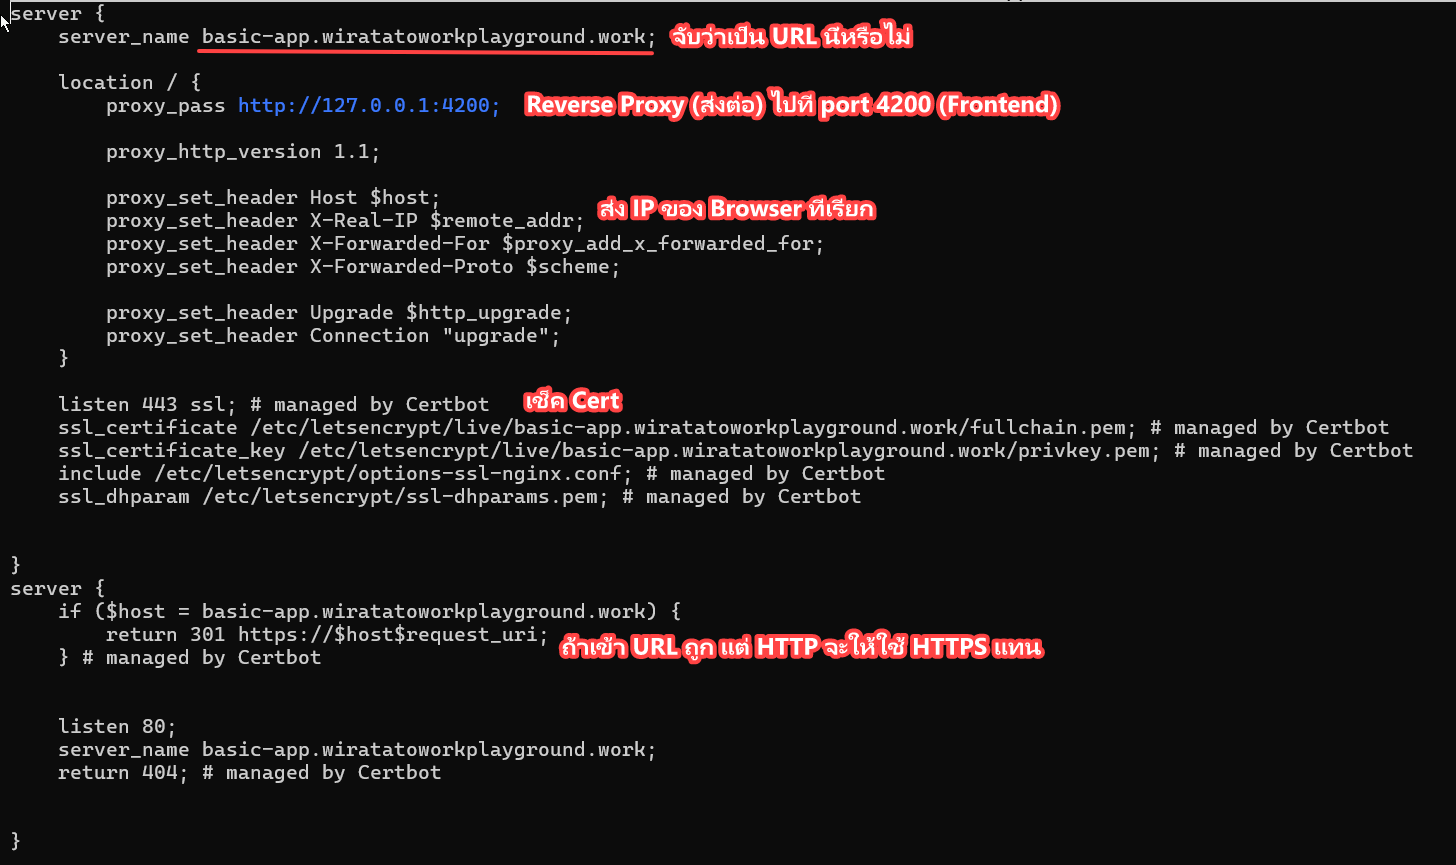 server {
server_name basic-app.wiratatoworkplayground.work; จับว่าเป็น URL นี้หรือไม่
location / {
proxy_pass http://127.0.0.1:4200; Reverse Proxy (ส่งต่อ) ไปที่ port 4200 (Frontend)
proxy_http_version 1.1;
proxy_set_header Host $host;
ส่ง IP ของ Browser ที่เรียก
proxy_set_header X-Real-IP $remote_addr;
proxy_set_header X-Forwarded-For $proxy_add_x_forwarded_for;
proxy_set_header X-Forwarded-Proto $scheme;
proxy_set_header Upgrade $http_upgrade;
proxy_set_header Connection "upgrade";
}
listen 443 ssl; # managed by Certbot เช็ค Cert
ssl_certificate /etc/letsencrypt/live/basic-app.wiratatoworkplayground.work/fullchain.pem; # managed by Certbot
ssl_certificate_key /etc/letsencrypt/live/basic-app.wiratatoworkplayground.work/privkey.pem; # managed by Certbot
include /etc/letsencrypt/options-ssl-nginx.conf; # managed by Certbot
ssl_dhparam /etc/letsencrypt/ssl-dhparams.pem; # managed by Certbot
}
server {
if ($host = basic-app.wiratatoworkplayground.work) {
return 301 https://$host$request_uri;
ถ้าเข้า URL ถูก แต่ HTTP จะให้ใช้ HTTPS แทน
} # managed by Certbot
listen 80;
server_name basic-app.wiratatoworkplayground.work;
return 404; # managed by Certbot
}